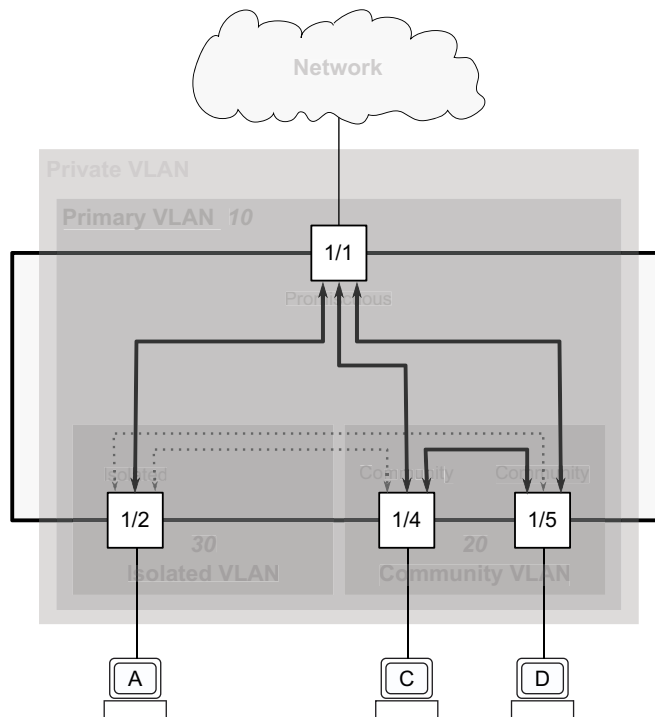 Network
Private VLAN
Primary VLAN 10
1/1
Promiscuous
Isolated
Community
Community
1/2
1/4
1/5
30
20
Isolated VLAN
Community VLAN
A
C
D